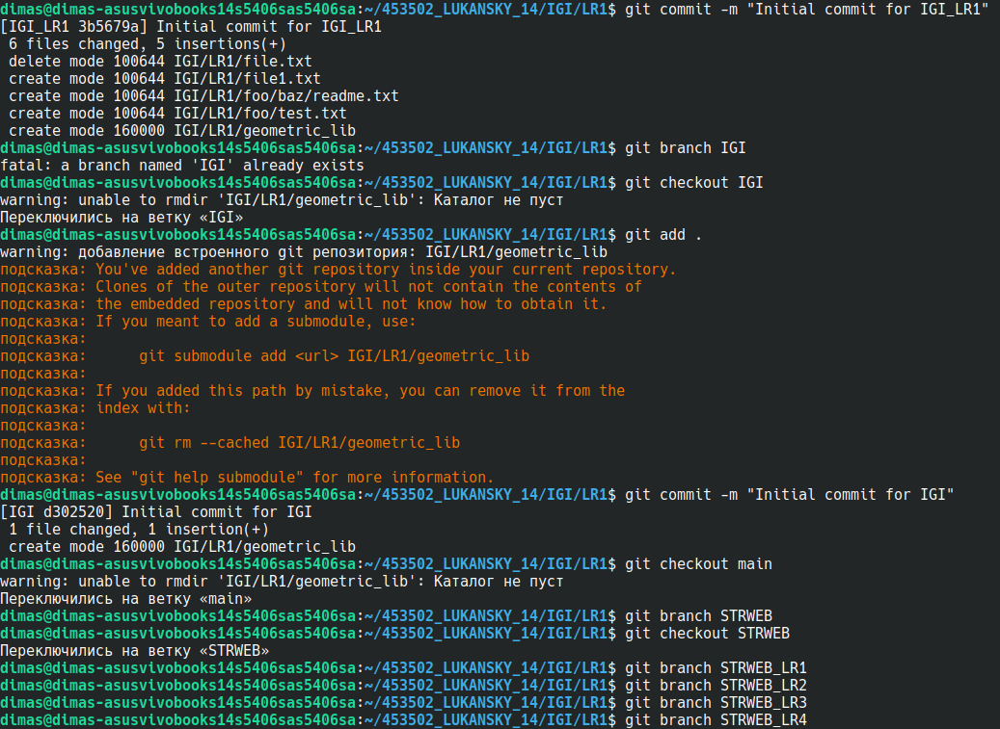 dimas@dimas-asusvivobooks14s5406sas5406sa:~/453502_LUKANSKY_14/IGI/LR1$ git commit -m "Initial commit for IGI_LR1"
[IGI_LR1 3b5679a] Initial commit for IGI_LR1
 6 files changed, 5 insertions(+)
 delete mode 100644 IGI/LR1/file.txt
 create mode 100644 IGI/LR1/file1.txt
 create mode 100644 IGI/LR1/foo/baz/readme.txt
 create mode 100644 IGI/LR1/foo/test.txt
 create mode 160000 IGI/LR1/geometric_lib
dimas@dimas-asusvivobooks14s5406sas5406sa:~/453502_LUKANSKY_14/IGI/LR1$ git branch IGI
fatal: a branch named 'IGI' already exists
dimas@dimas-asusvivobooks14s5406sas5406sa:~/453502_LUKANSKY_14/IGI/LR1$ git checkout IGI
warning: unable to rmdir 'IGI/LR1/geometric_lib': Каталог не пуст
Переключились на ветку «IGI»
dimas@dimas-asusvivobooks14s5406sas5406sa:~/453502_LUKANSKY_14/IGI/LR1$ git add .
warning: добавление встроенного git репозитория: IGI/LR1/geometric_lib
подсказка: You've added another git repository inside your current repository.
подсказка: Clones of the outer repository will not contain the contents of
подсказка: the embedded repository and will not know how to obtain it.
подсказка: If you meant to add a submodule, use:
подсказка:
подсказка:      git submodule add <url> IGI/LR1/geometric_lib
подсказка:
подсказка: If you added this path by mistake, you can remove it from the
подсказка: index with:
подсказка:
подсказка:      git rm --cached IGI/LR1/geometric_lib
подсказка:
подсказка: See "git help submodule" for more information.
dimas@dimas-asusvivobooks14s5406sas5406sa:~/453502_LUKANSKY_14/IGI/LR1$ git commit -m "Initial commit for IGI"
[IGI d302520] Initial commit for IGI
 1 file changed, 1 insertion(+)
 create mode 160000 IGI/LR1/geometric_lib
dimas@dimas-asusvivobooks14s5406sas5406sa:~/453502_LUKANSKY_14/IGI/LR1$ git checkout main
warning: unable to rmdir 'IGI/LR1/geometric_lib': Каталог не пуст
Переключились на ветку «main»
dimas@dimas-asusvivobooks14s5406sas5406sa:~/453502_LUKANSKY_14/IGI/LR1$ git branch STRWEB
dimas@dimas-asusvivobooks14s5406sas5406sa:~/453502_LUKANSKY_14/IGI/LR1$ git checkout STRWEB
Переключились на ветку «STRWEB»
dimas@dimas-asusvivobooks14s5406sas5406sa:~/453502_LUKANSKY_14/IGI/LR1$ git branch STRWEB_LR1
dimas@dimas-asusvivobooks14s5406sas5406sa:~/453502_LUKANSKY_14/IGI/LR1$ git branch STRWEB_LR2
dimas@dimas-asusvivobooks14s5406sas5406sa:~/453502_LUKANSKY_14/IGI/LR1$ git branch STRWEB_LR3
dimas@dimas-asusvivobooks14s5406sas5406sa:~/453502_LUKANSKY_14/IGI/LR1$ git branch STRWEB_LR4